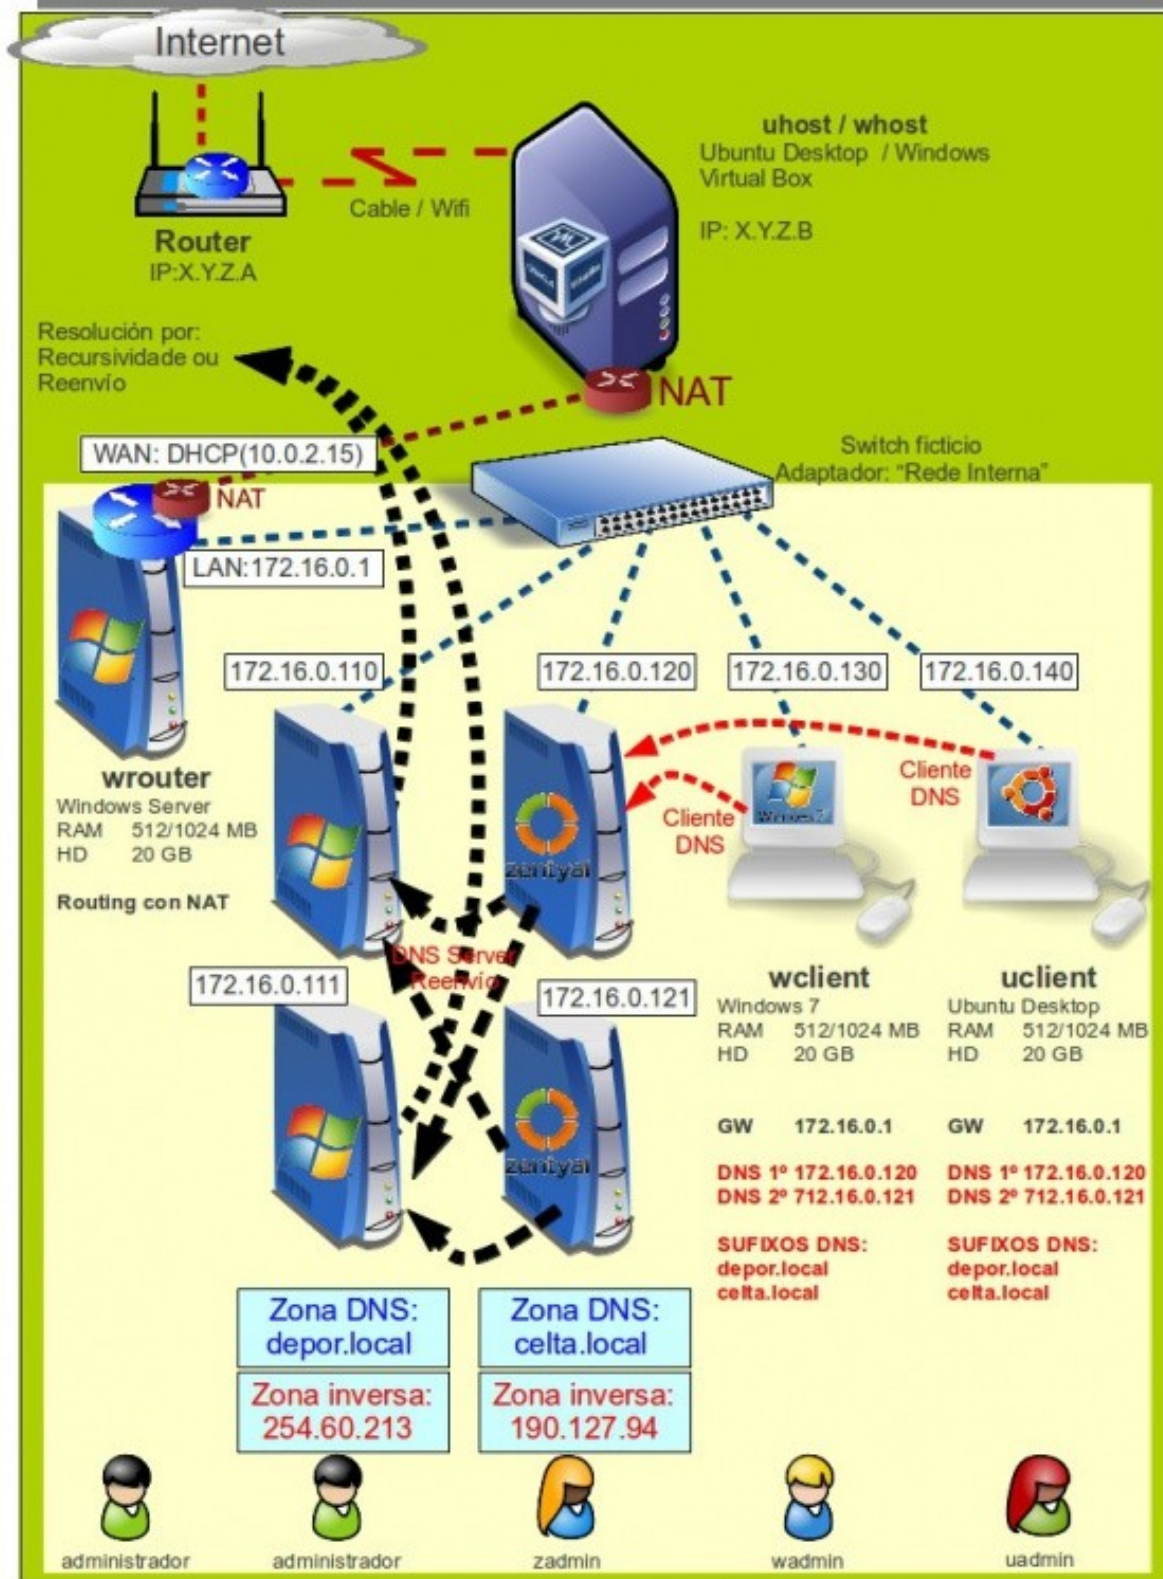 Internet
uhost / whost
Ubuntu Desktop / Windows
Virtual Box
IP: X.Y.Z.B
Cable / Wifi
Router
IP:X.Y.Z.A
Resolución por:
Recursividade ou
Reenvío
NAT
WAN: DHCP(10.0.2.15)
Switch ficticio
Adaptador: "Rede Interna"
NAT
LAN:172.16.0.1
172.16.0.110
172.16.0.120
172.16.0.130
172.16.0.140
wrouter
Windows Server
RAM 512/1024 MB
HD 20 GB
Routing con NAT
zentyal
Cliente
DNS
Windows 7
Cliente
DNS
DNS Server
Reenvío
172.16.0.111
172.16.0.121
zentyal
wclient
Windows 7
RAM 512/1024 MB
HD 20 GB
GW 172.16.0.1
DNS 1º 172.16.0.120
DNS 2º 712.16.0.121
SUFIXOS DNS:
depor.local
celta.local
uclient
Ubuntu Desktop
RAM 512/1024 MB
HD 20 GB
GW 172.16.0.1
DNS 1º 172.16.0.120
DNS 2º 712.16.0.121
SUFIXOS DNS:
depor.local
celta.local
Zona DNS:
depor.local
Zona inversa:
254.60.213
Zona DNS:
celta.local
Zona inversa:
190.127.94
administrador
administrador
zadmin
wadmin
uadmin